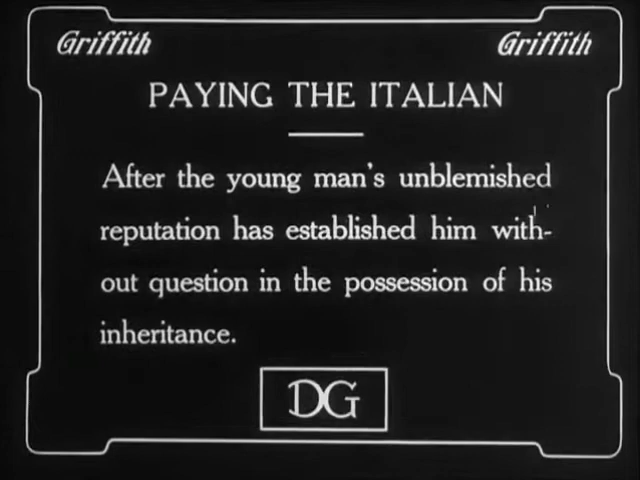 Griffith Griffith
PAYING THE ITALIAN
After the young man's unblemished
reputation has established him with-
out question in the possession of his
inheritance.
DG